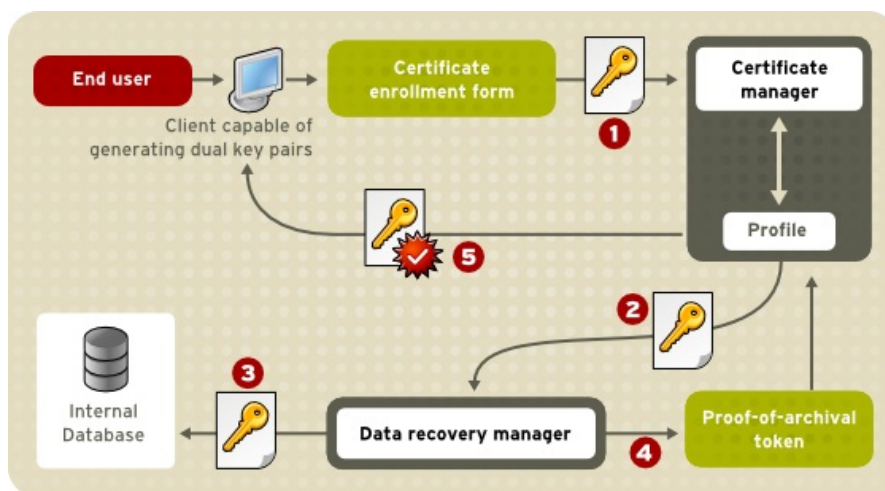 End user
Certificate
enrollment form
1
Certificate
manager
Client capable of
generating dual key pairs
Profile
5
2
Internal
Database
3
Data recovery manager
4
Proof-of-archival
token